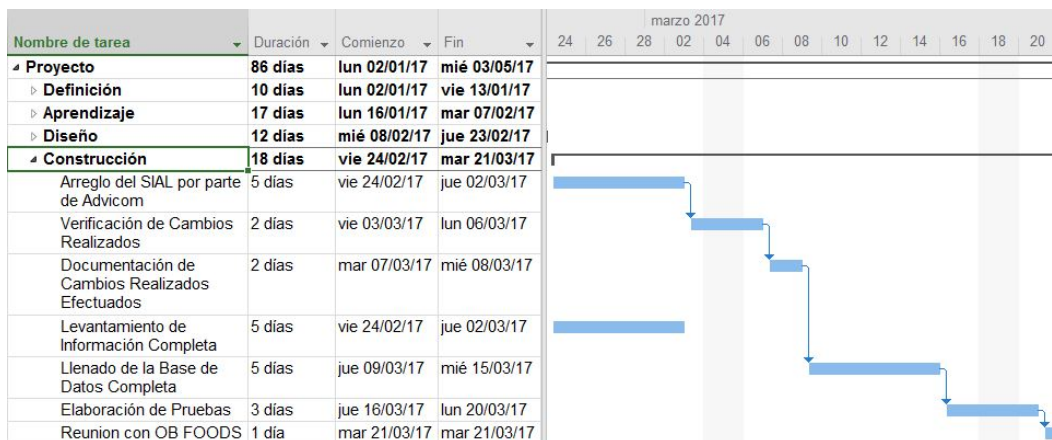 marzo 2017
Nombre de tarea Duración Comienzo Fin 24 26 28 02 04 06 08 10 12 14 16 18 20
Proyecto 86 días lun 02/01/17 mié 03/05/17
Definición 10 días lun 02/01/17 vie 13/01/17
Aprendizaje 17 días lun 16/01/17 mar 07/02/17
Diseño 12 días mié 08/02/17 jue 23/02/17
Construcción 18 días vie 24/02/17 mar 21/03/17
Arreglo del SIAL por parte 5 días vie 24/02/17 jue 02/03/17
de Advicom
Verificación de Cambios 2 días vie 03/03/17 lun 06/03/17
Realizados
Documentación de 2 días mar 07/03/17 mié 08/03/17
Cambios Realizados
Efectuados
Levantamiento de 5 días vie 24/02/17 jue 02/03/17
Información Completa
Llenado de la Base de 5 días jue 09/03/17 mié 15/03/17
Datos Completa
Elaboración de Pruebas 3 días jue 16/03/17 lun 20/03/17
Reunion con OB FOODS 1 día mar 21/03/17 mar 21/03/17